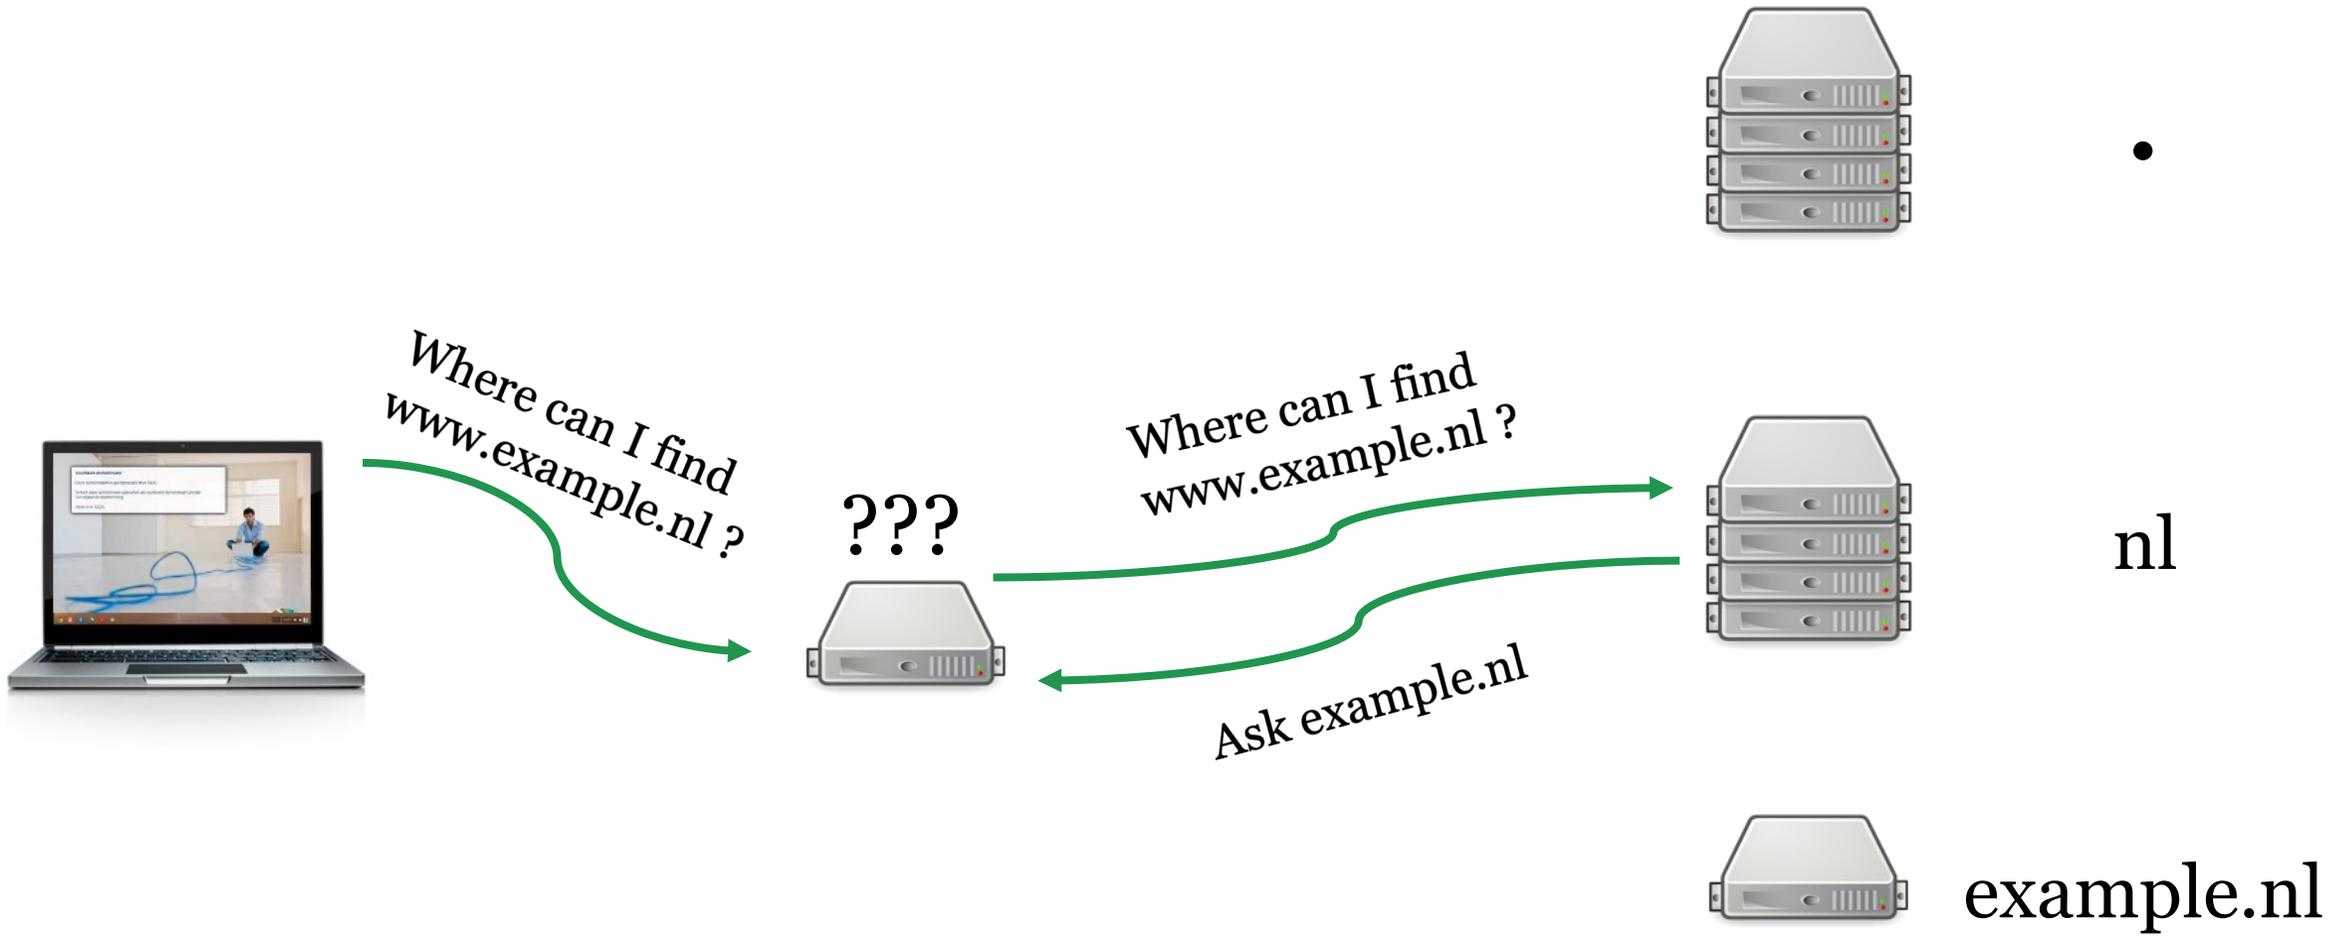 .
Where can I find
www.example.nl ?
Where can I find
www.example.nl ?
???
nl
Ask example.nl
example.nl